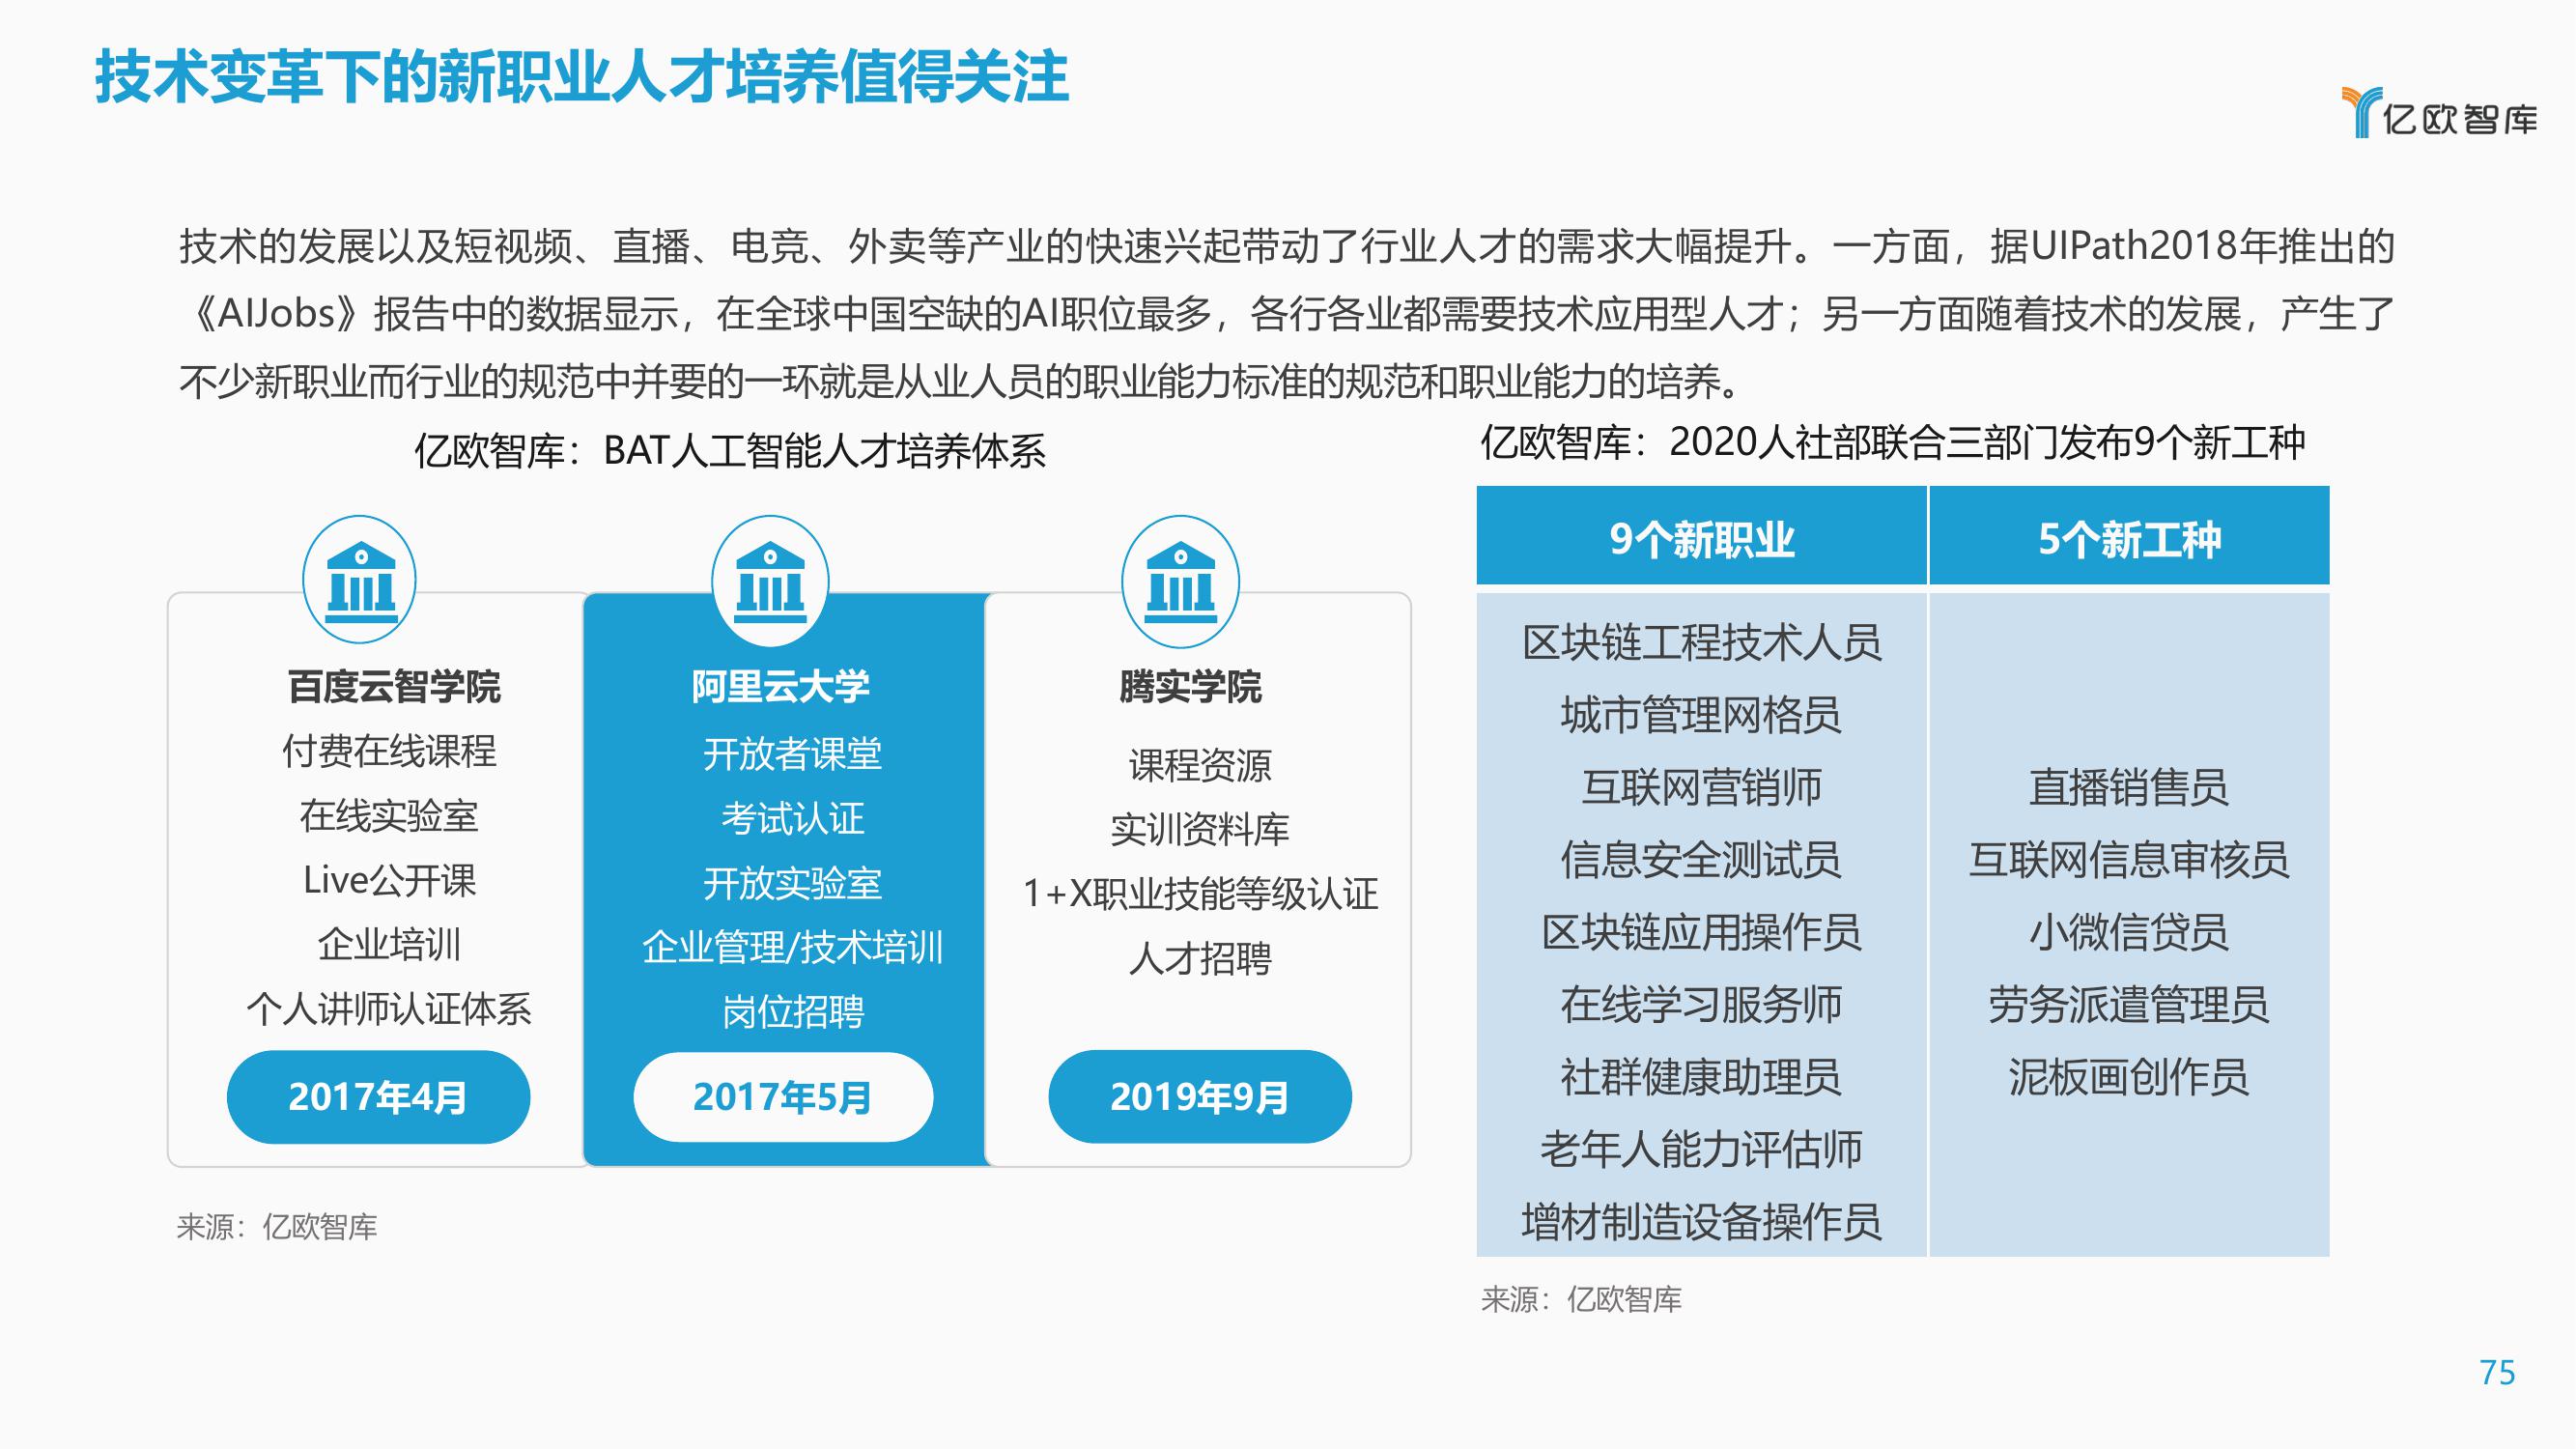 技术变革下的新职业人才培养值得关注
亿欧智库
技术的发展以及短视频、直播、电竞、外卖等产业的快速兴起带动了行业人才的需求大幅提升。一方面，据UIPath2018年推出的
《AIJobs》报告中的数据显示，在全球中国空缺的AI职位最多，各行各业都需要技术应用型人才；另一方面随着技术的发展，产生了
不少新职业而行业的规范中并要的一环就是从业人员的职业能力标准的规范和职业能力的培养。
亿欧智库：BAT人工智能人才培养体系
百度云智学院
付费在线课程
在线实验室
Live公开课
企业培训
个人讲师认证体系
2017年4月
阿里云大学
开放者课堂
考试认证
开放实验室
企业管理/技术培训
岗位招聘
2017年5月
腾实学院
课程资源
实训资料库
1+X职业技能等级认证
人才招聘
2019年9月
来源：亿欧智库
亿欧智库：2020人社部联合三部门发布9个新工种
9个新职业
5个新工种
区块链工程技术人员
城市管理网格员
互联网营销师
信息安全测试员
区块链应用操作员
在线学习服务师
社群健康助理员
老年人能力评估师
增材制造设备操作员
直播销售员
互联网信息审核员
小微信贷员
劳务派遣管理员
泥板画创作员
来源：亿欧智库
75